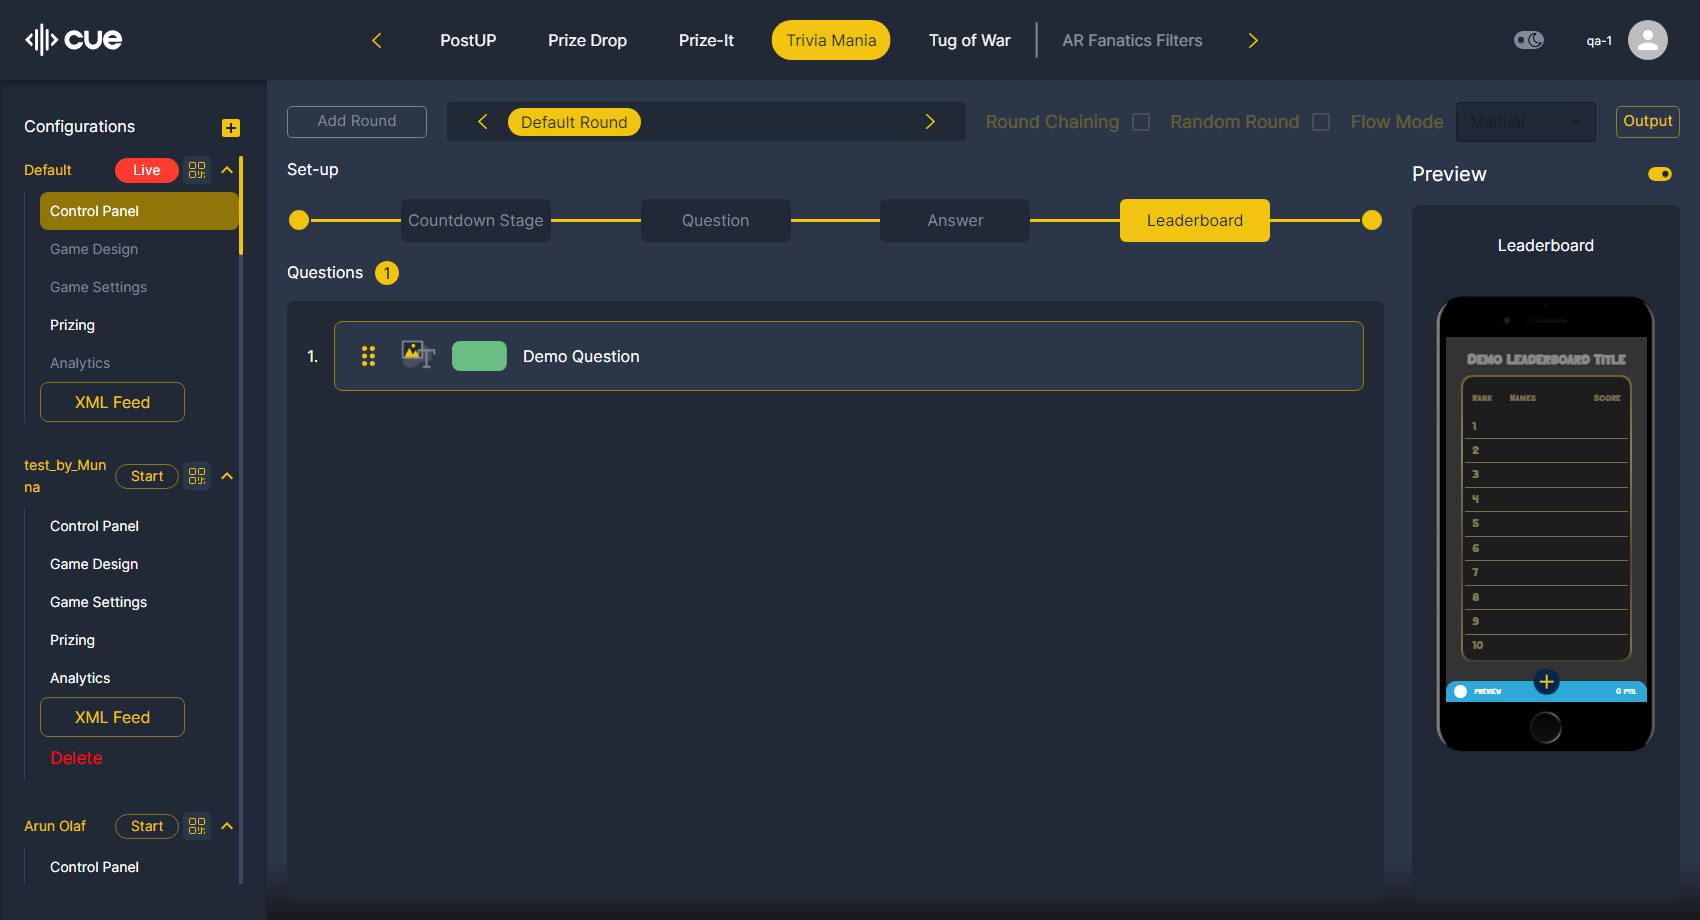 cue
PostUP
Prize Drop
Prize-It
Trivia Mania
Tug of War
AR Fanatics Filters
qa-1
Configurations
Default
Live
Control Panel
Game Design
Game Settings
Prizing
Analytics
XML Feed
test_by_Mun
na
Start
Control Panel
Game Design
Game Settings
Prizing
Analytics
XML Feed
Delete
Arun Olaf
Start
Control Panel
Add Round
Default Round
Round Chaining
Random Round
Flow Mode
Manual
Output
Set-up
Countdown Stage
Question
Answer
Leaderboard
Questions 1
1. Demo Question
Preview
Leaderboard
Demo Leaderboard Title
Rank Names Score
1
2
3
4
5
6
7
8
9
10
PREVIEW
0 PTS.